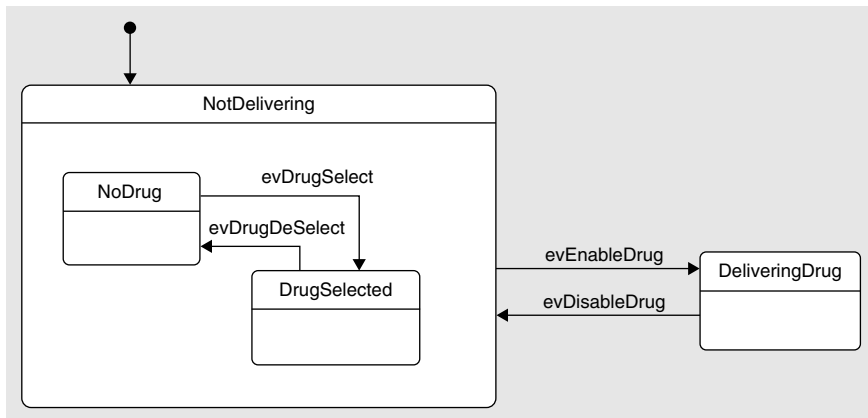 NotDelivering
NoDrug
evDrugSelect
evDrugDeSelect
DrugSelected
evEnableDrug
evDisableDrug
DeliveringDrug